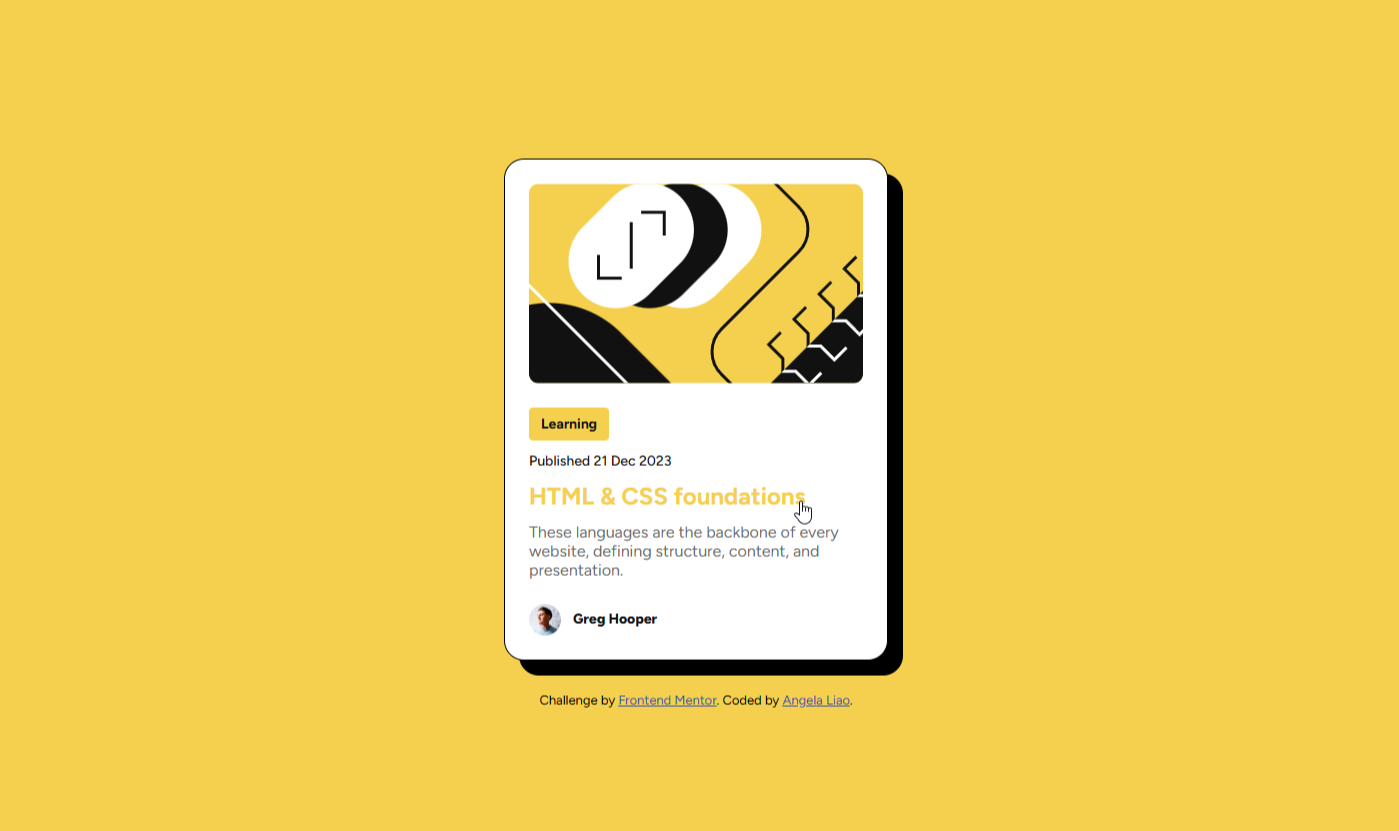 Learning
Published 21 Dec 2023
HTML & CSS foundations
These languages are the backbone of every
website, defining structure, content, and
presentation.
Greg Hooper
Challenge by Frontend Mentor. Coded by Angela Liao.